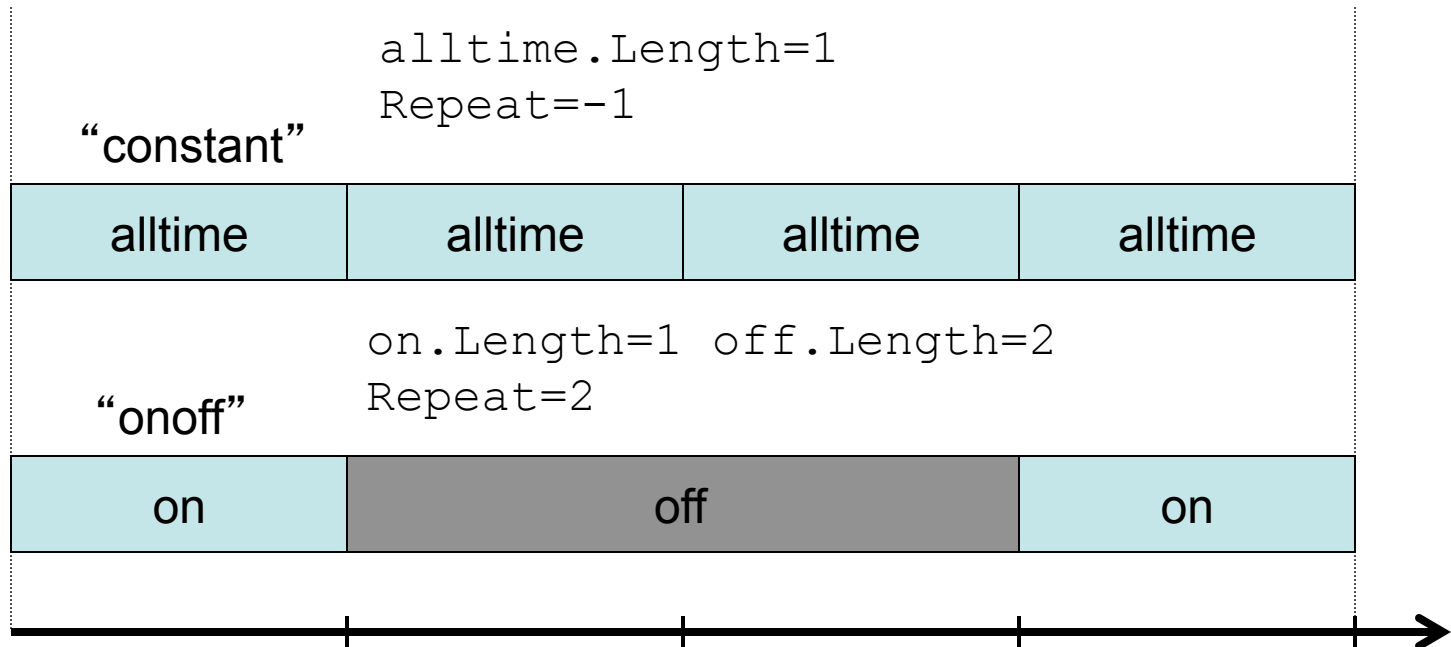 alltime.Length=1
Repeat=-1
“constant”
alltime alltime alltime alltime
on.Length=1 off.Length=2
Repeat=2
“onoff”
on off on